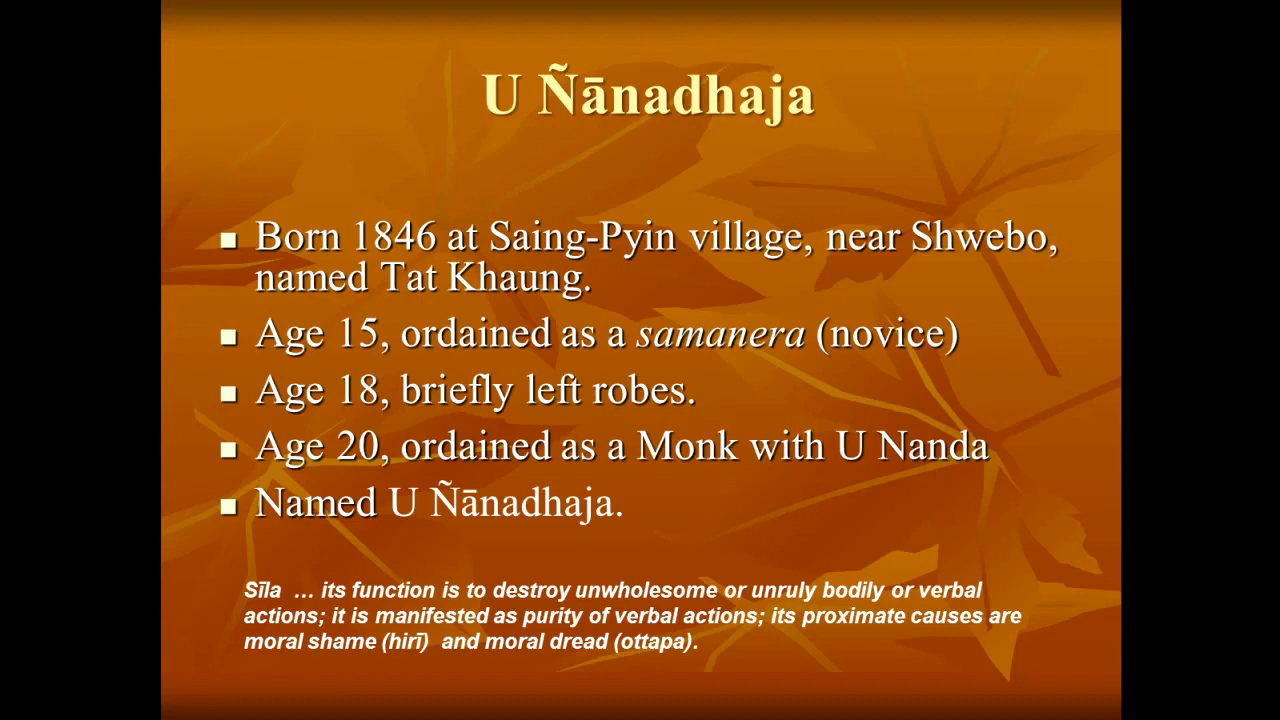 U Ñānadhaja
Born 1846 at Saing-Pyin village, near Shwebo,
named Tat Khaung.
Age 15, ordained as a samanera (novice)
Age 18, briefly left robes.
Age 20, ordained as a Monk with U Nanda
Named U Ñānadhaja.
Sīla … its function is to destroy unwholesome or unruly bodily or verbal
actions; it is manifested as purity of verbal actions; its proximate causes are
moral shame (hirī) and moral dread (ottapa).